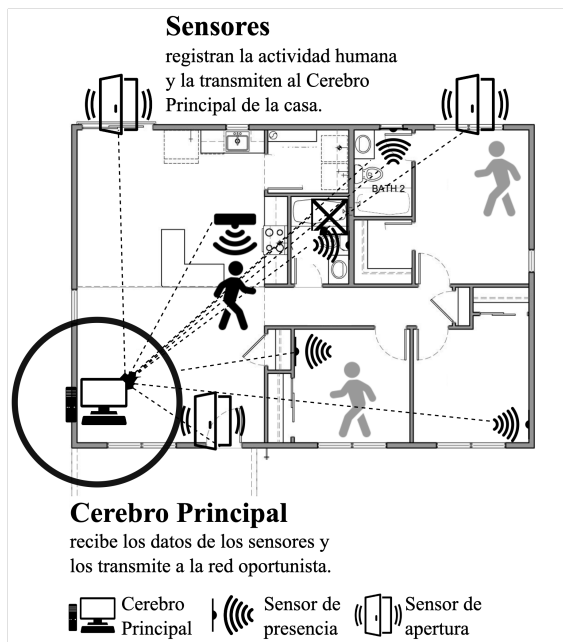 Sensores
registran la actividad humana
y la transmiten al Cerebro
Principal de la casa.
BATH 2
Cerebro Principal
recibe los datos de los sensores y
los transmite a la red oportunista.
Cerebro
Principal
Sensor de
presencia
Sensor de
apertura